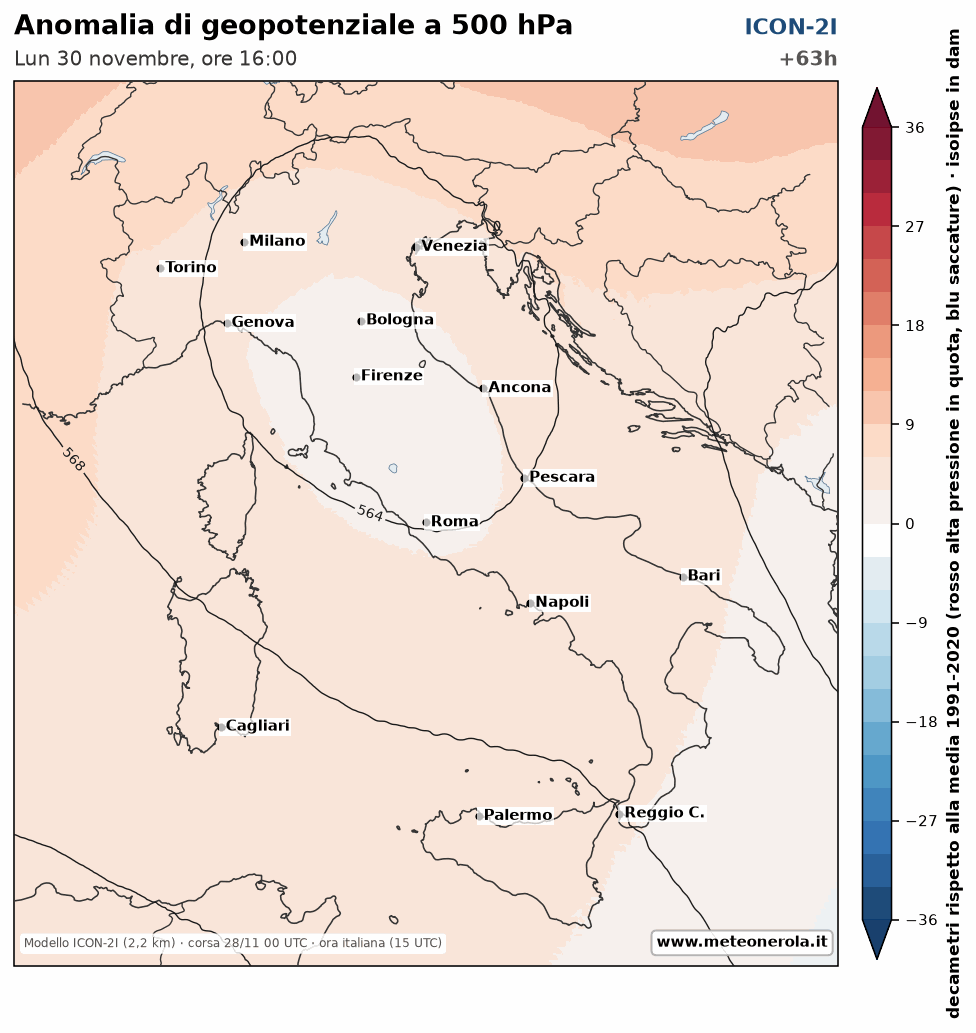 Anomalia di geopotenziale a 500 hPa
ICON-2I
Lun 30 novembre, ore 16:00
+63h
Milano
Venezia
Torino
Genova
Bologna
Firenze
Ancona
568
Pescara
564
Roma
Bari
Napoli
Cagliari
Palermo
Reggio C.
Modello ICON-2I (2,2 km) · corsa 28/11 00 UTC · ora italiana (15 UTC)
www.meteonerola.it
36
27
18
9
0
−9
−18
−27
−36
decametri rispetto alla media 1991-2020 (rosso alta pressione in quota, blu saccature) · isoipse in dam